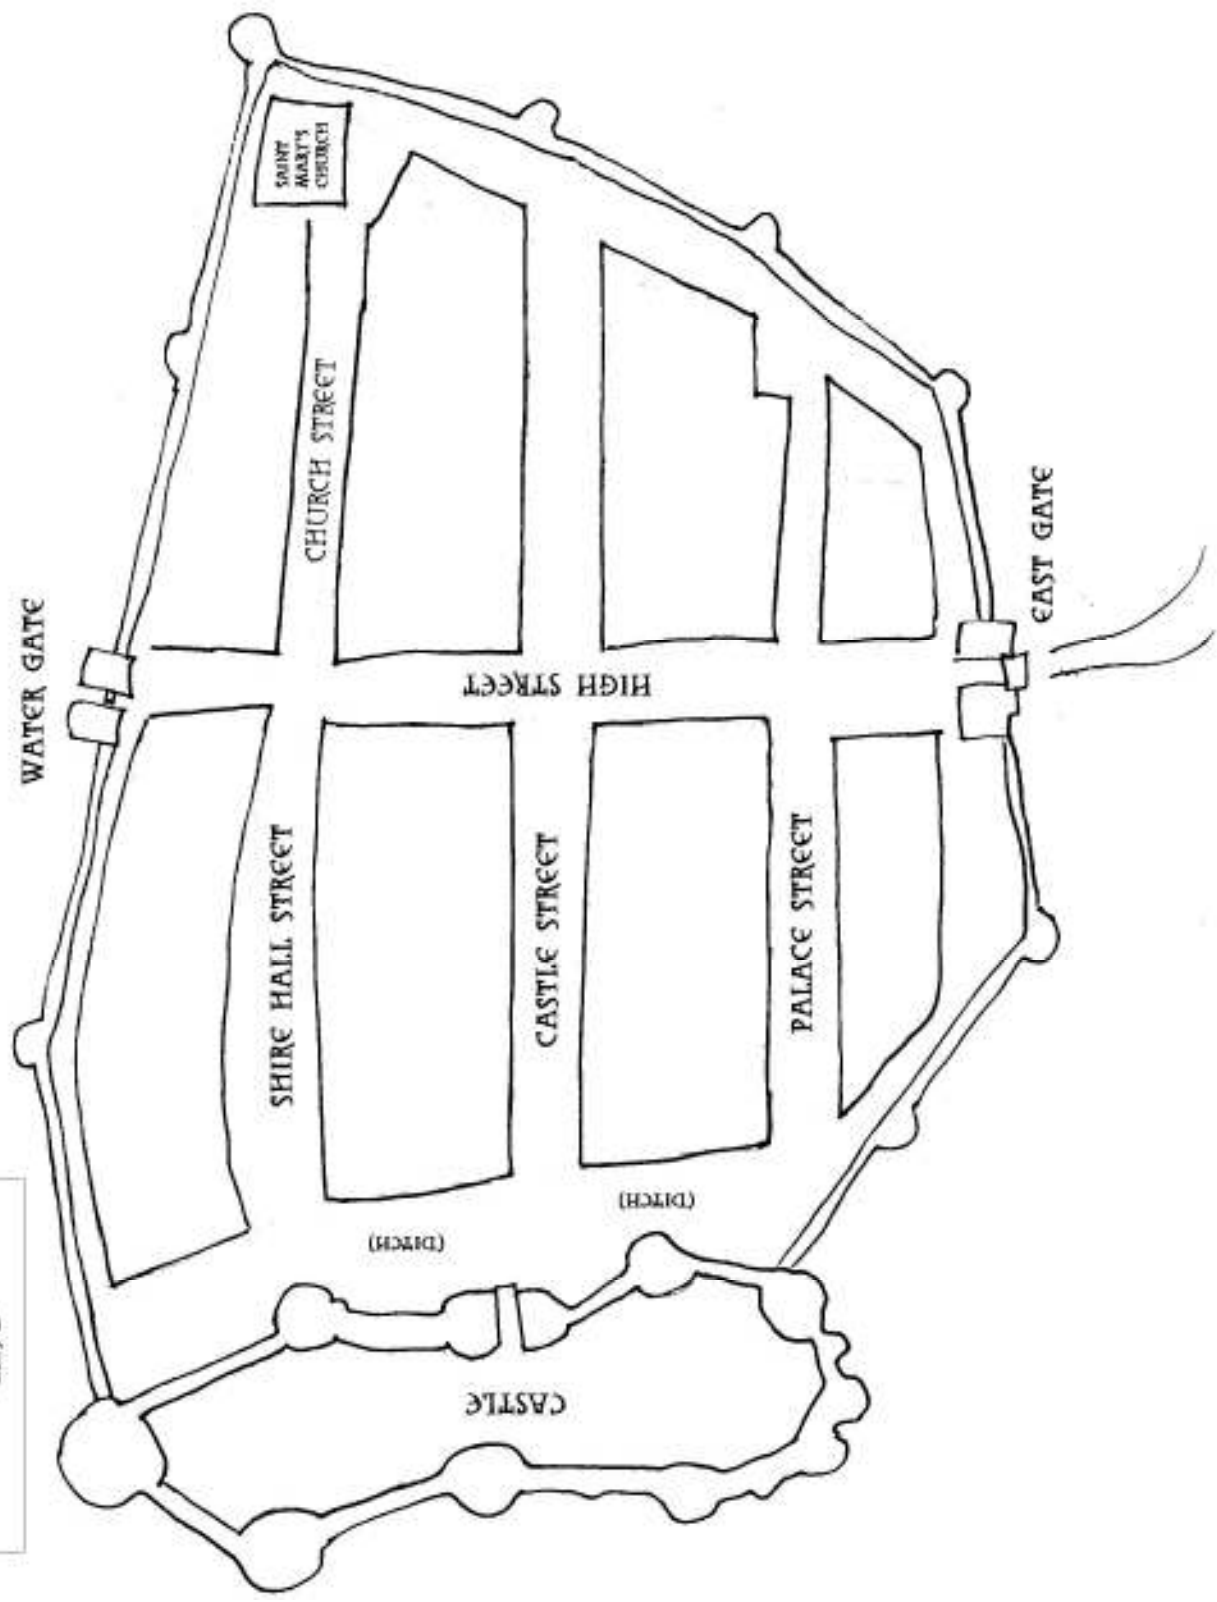 SAINT
MARY'S
CHURCH
CHURCH STREET
WATER GATE
EAST GATE
HIGH STREET
SHIRE HALL STREET
CASTLE STREET
PALACE STREET
(DITCH)
(DITCH)
CASTLE